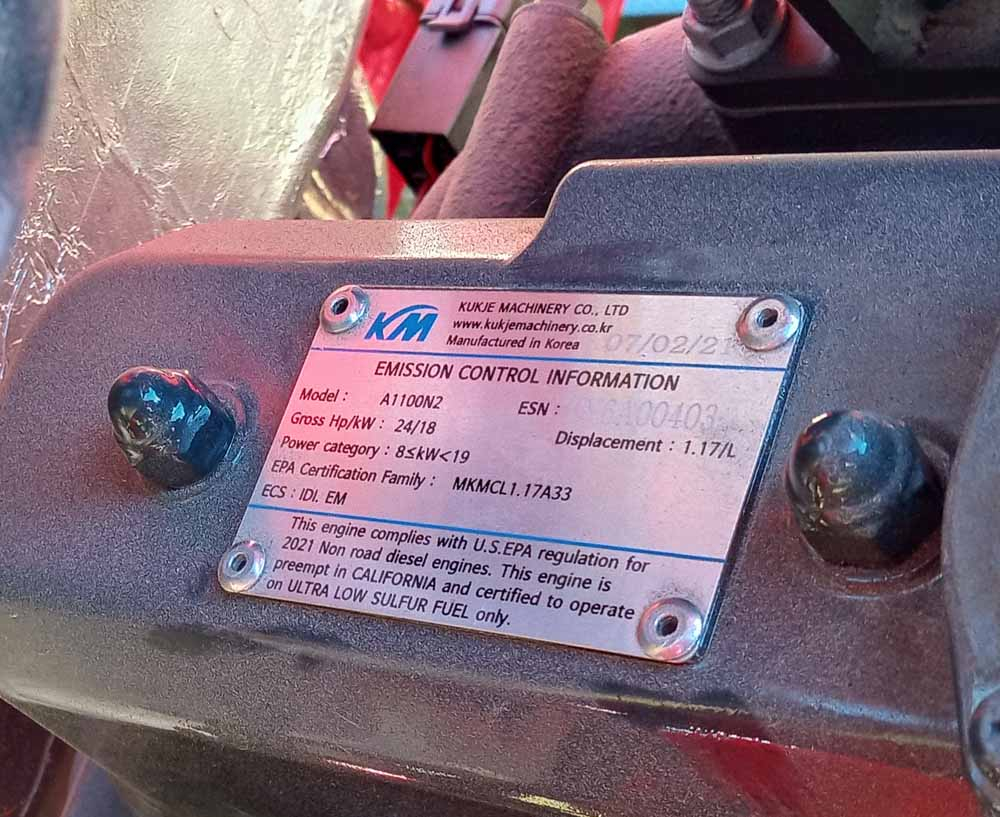 KM
KUKJE MACHINERY CO., LTD
www.kukjemachinery.co.kr
Manufactured in Korea 07/02/21
EMISSION CONTROL INFORMATION
Model : A1100N2 ESN :
Gross Hp/kW : 24/18 Displacement : 1.17/L
Power category : 8≤kW<19
EPA Certification Family : MKMCL1.17A33
ECS : IDI. EM
This engine complies with U.S.EPA regulation for
2021 Non road diesel engines. This engine is
preempt in CALIFORNIA and certified to operate
on ULTRA LOW SULFUR FUEL only.